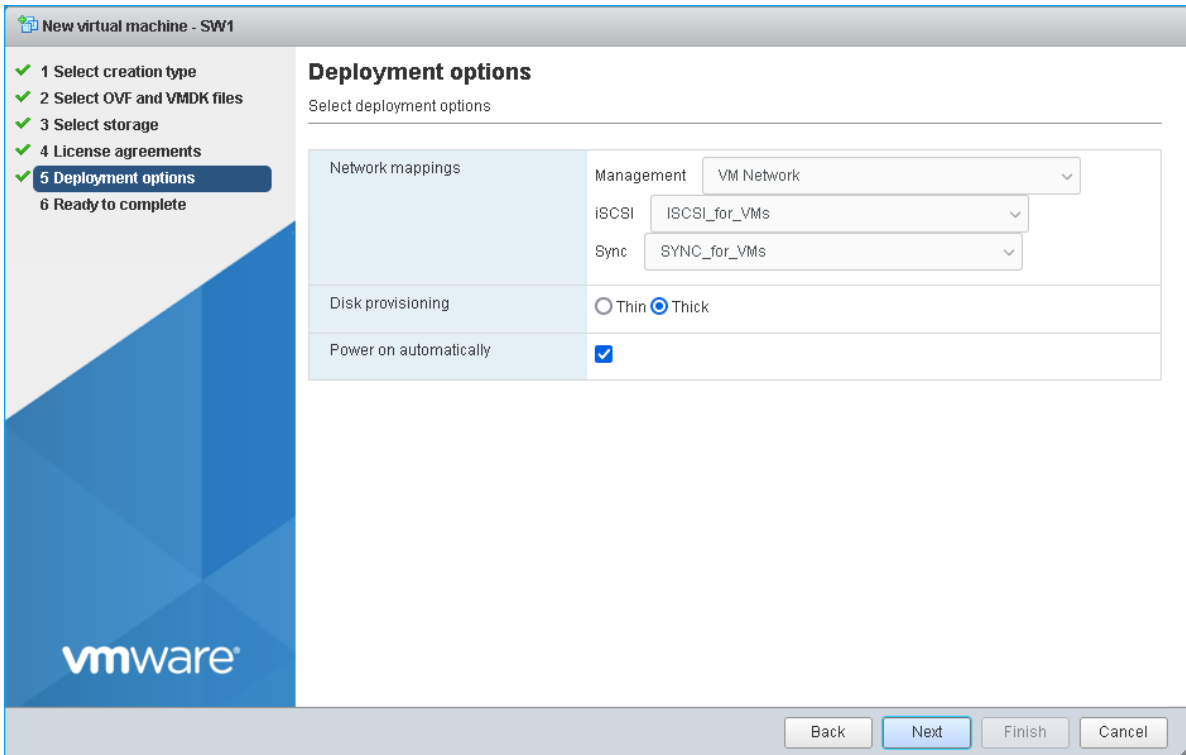 New virtual machine - SW1
1 Select creation type
2 Select OVF and VMDK files
3 Select storage
4 License agreements
5 Deployment options
6 Ready to complete
vmware®
Deployment options
Select deployment options
Network mappings
Management VM Network
iSCSI ISCSI_for_VMs
Sync SYNC_for_VMs
Disk provisioning
Thin Thick
Power on automatically
Back Next Finish Cancel